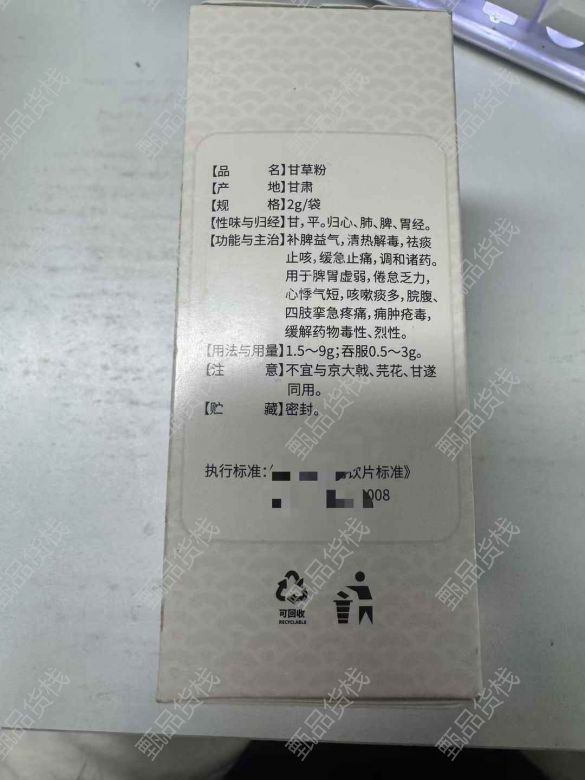 【品 名】甘草粉
【产 地】甘肃
【规 格】2g/袋
【性味与归经】甘,平。归心、肺、脾、胃经。
【功能与主治】补脾益气,清热解毒,祛痰
止咳,缓急止痛,调和诸药。
用于脾胃虚弱,倦怠乏力,
心悸气短,咳嗽痰多,脘腹、
四肢挛急疼痛,痈肿疮毒,
缓解药物毒性、烈性。
【用法与用量】1.5～9g;吞服0.5～3g。
【注 意】不宜与京大戟、芫花、甘遂
同用。
【贮 藏】密封。
执行标准:
饮片标准》
008
可回收
RECYCLABLE
甄品货栈